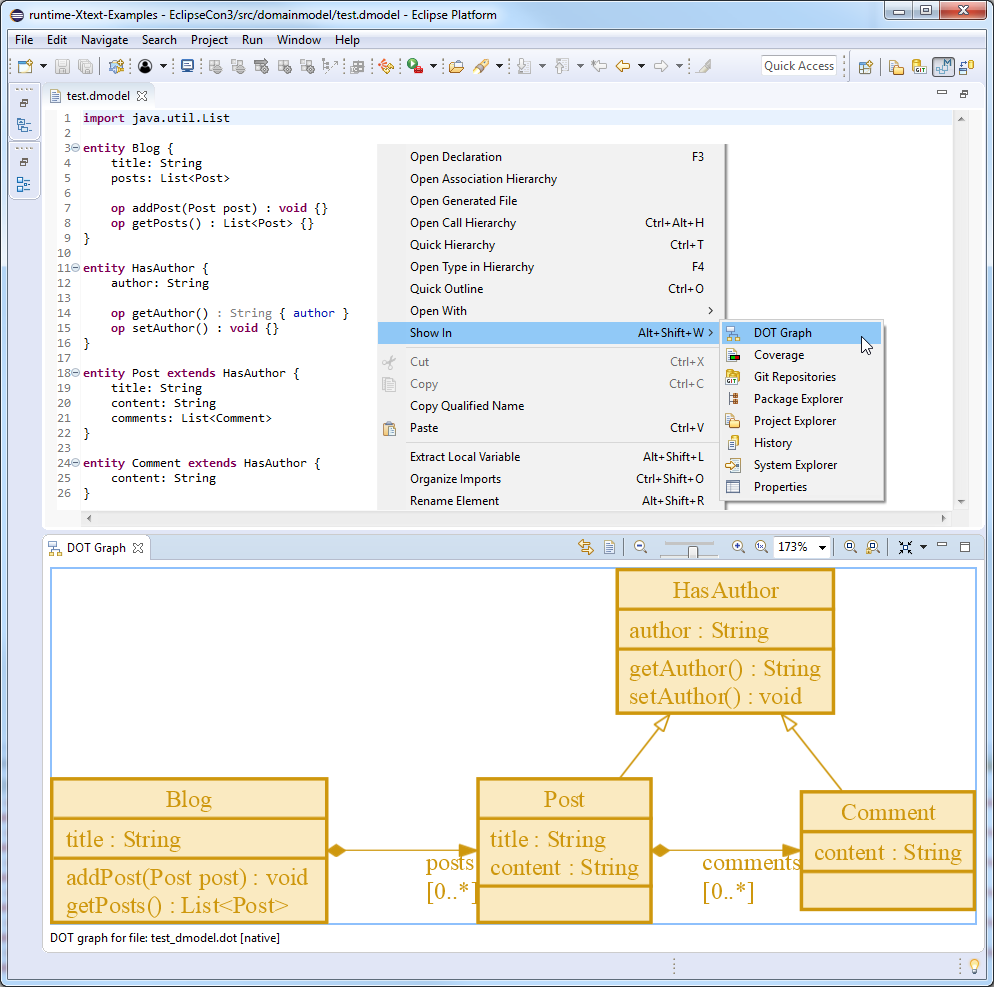 runtime-Xtext-Examples - EclipseCon3/src/domainmodel/test.dmodel - Eclipse Platform
File Edit Navigate Search Project Run Window Help
Quick Access
test.dmodel
1 import java.util.List
2
3 entity Blog {
4 title: String
5 posts: List<Post>
6
7 op addPost(Post post) : void {}
8 op getPosts() : List<Post> {}
9 }
10
11 entity HasAuthor {
12 author: String
13
14 op getAuthor() : String { author }
15 op setAuthor() : void {}
16 }
17
18 entity Post extends HasAuthor {
19 title: String
20 content: String
21 comments: List<Comment>
22 }
23
24 entity Comment extends HasAuthor {
25 content: String
26 }
Open Declaration F3
Open Association Hierarchy
Open Generated File
Open Call Hierarchy Ctrl+Alt+H
Quick Hierarchy Ctrl+T
Open Type in Hierarchy F4
Quick Outline Ctrl+O
Open With
Show In Alt+Shift+W
Cut Ctrl+X
Copy Ctrl+C
Copy Qualified Name
Paste Ctrl+V
Extract Local Variable Alt+Shift+L
Organize Imports Ctrl+Shift+O
Rename Element Alt+Shift+R
DOT Graph
Coverage
GIT Git Repositories
Package Explorer
Project Explorer
History
System Explorer
Properties
DOT Graph
173%
HasAuthor
author : String
getAuthor() : String
setAuthor() : void
Blog
title : String
addPost(Post post) : void
getPosts() : List<Post>
posts
[0..*]
Post
title : String
content : String
comments
[0..*]
Comment
content : String
DOT graph for file: test_dmodel.dot [native]